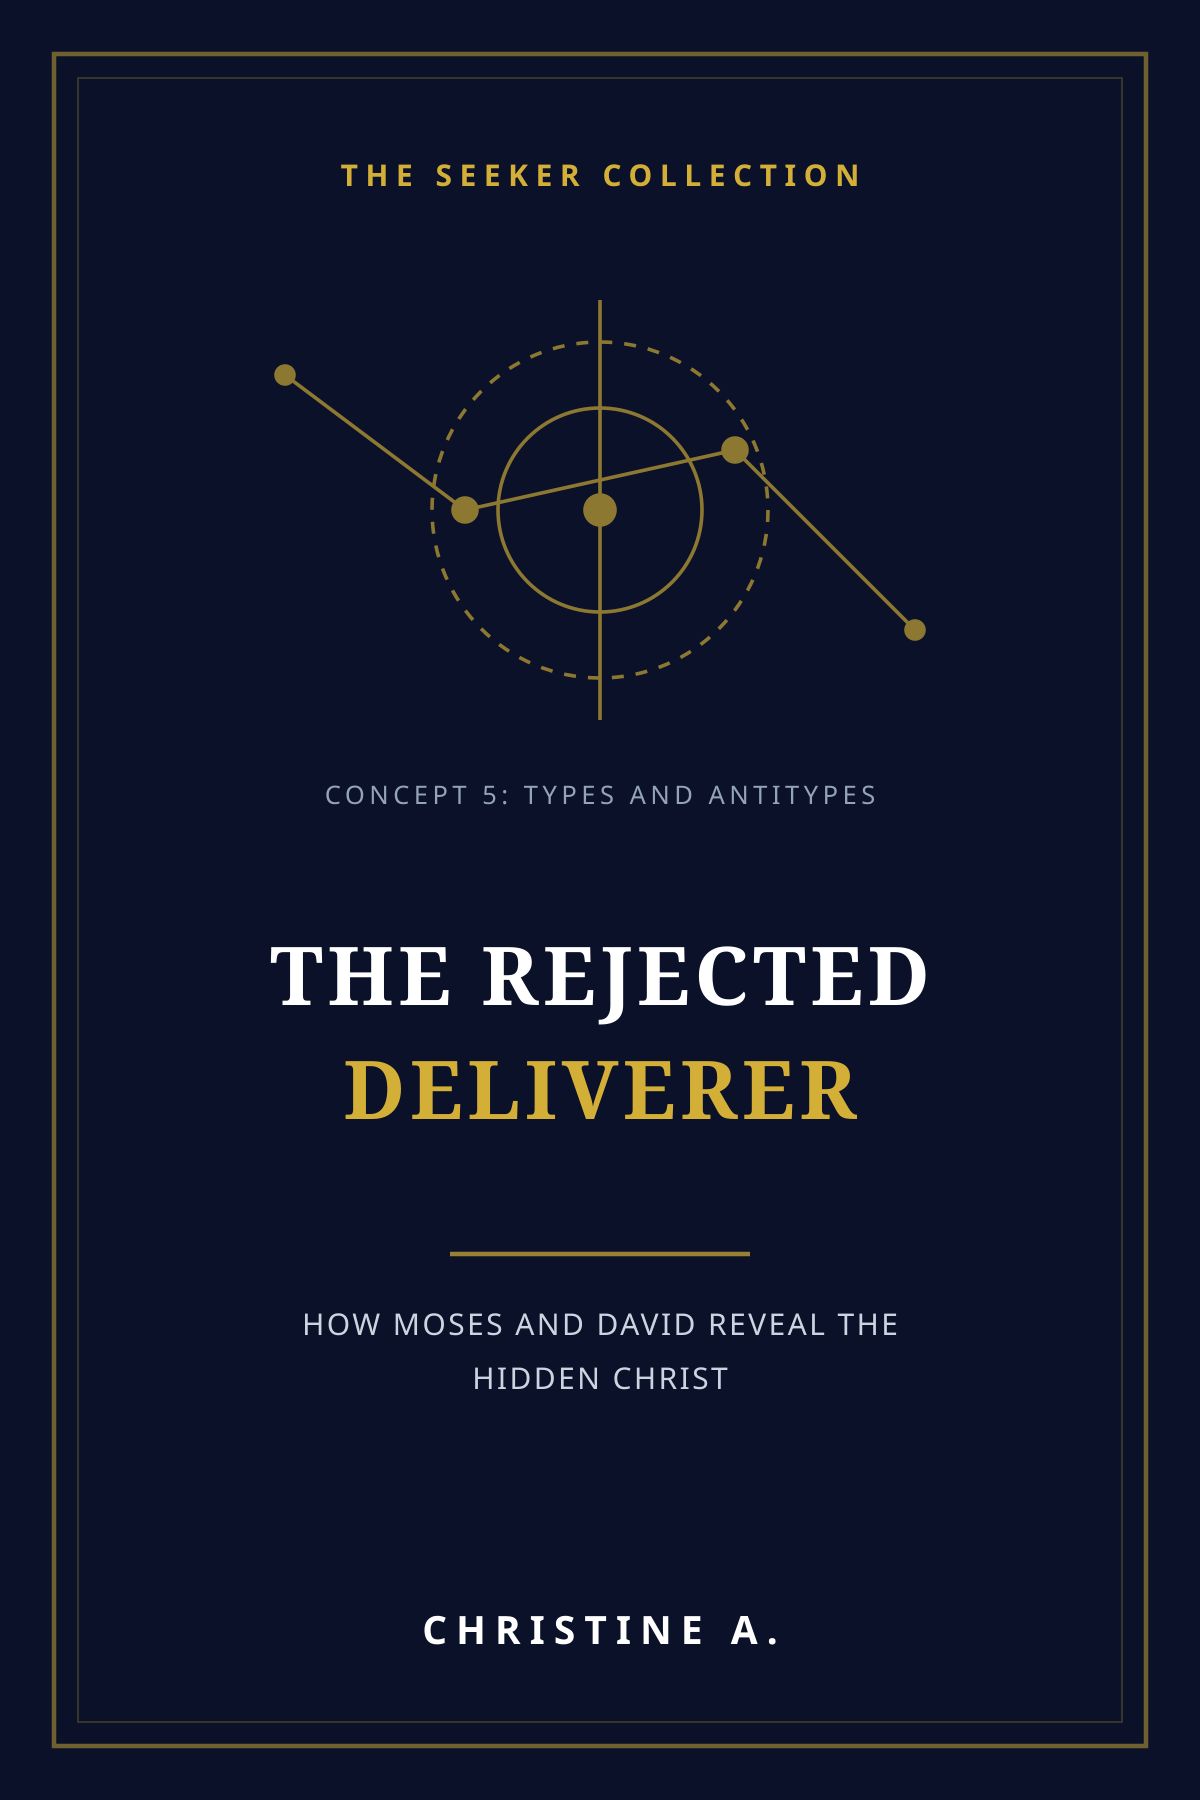 THE SEEKER COLLECTION
CONCEPT 5: TYPES AND ANTITYPES
THE REJECTED
DELIVERER
HOW MOSES AND DAVID REVEAL THE
HIDDEN CHRIST
CHRISTINE A.